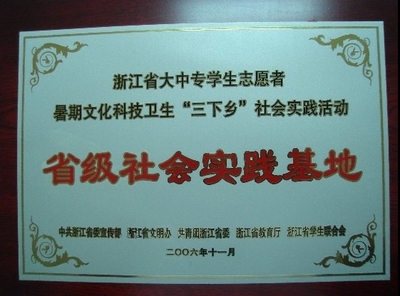 浙江省大中专学生志愿者
暑期文化科技卫生“三下乡”社会实践活动
省级社会实践基地
中共浙江省委宣传部 浙江省文明办 共青团浙江省委 浙江省教育厅 浙江省学生联合会
二〇〇六年十一月